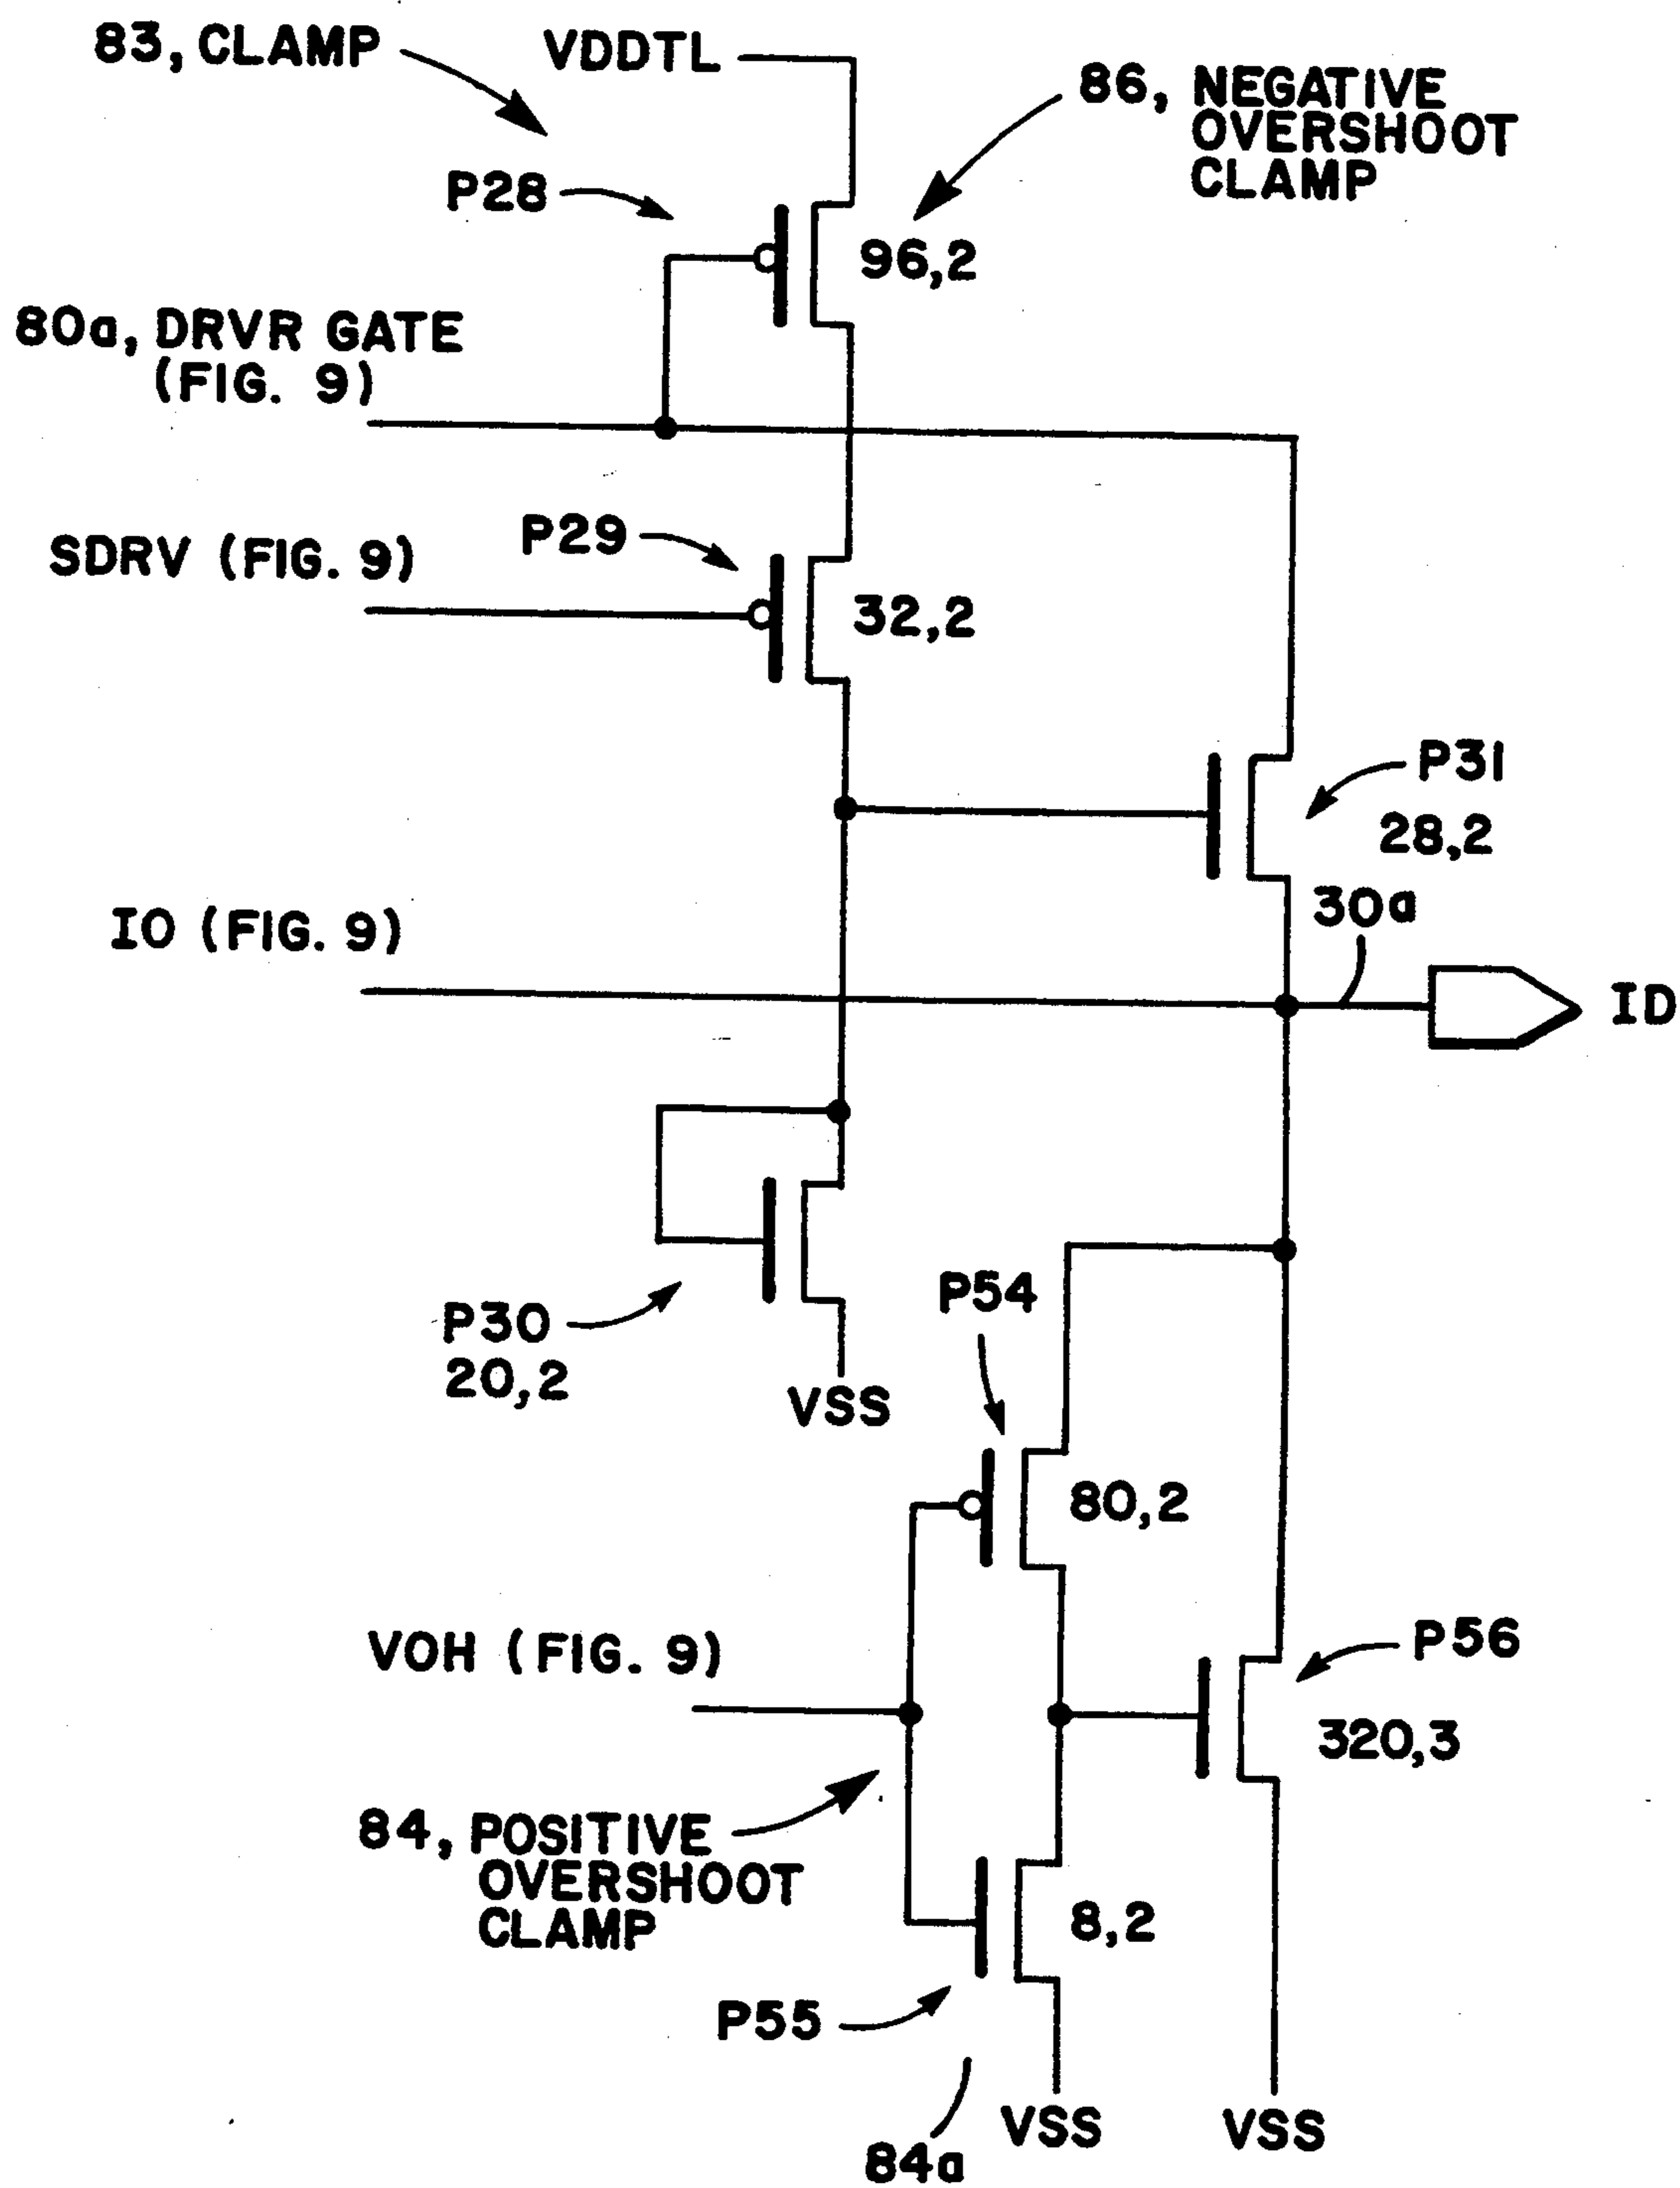 83, CLAMP
VDDTL
86, NEGATIVE
OVERSHOOT
CLAMP
P28
96,2
80a, DRVR GATE
(FIG. 9)
P29
SDRV (FIG. 9)
32,2
P31
28,2
30a
IO (FIG. 9)
ID
P30
20,2
VSS
P54
80,2
VOH (FIG. 9)
P56
320,3
84, POSITIVE
OVERSHOOT
CLAMP
8,2
P55
84a
VSS
VSS